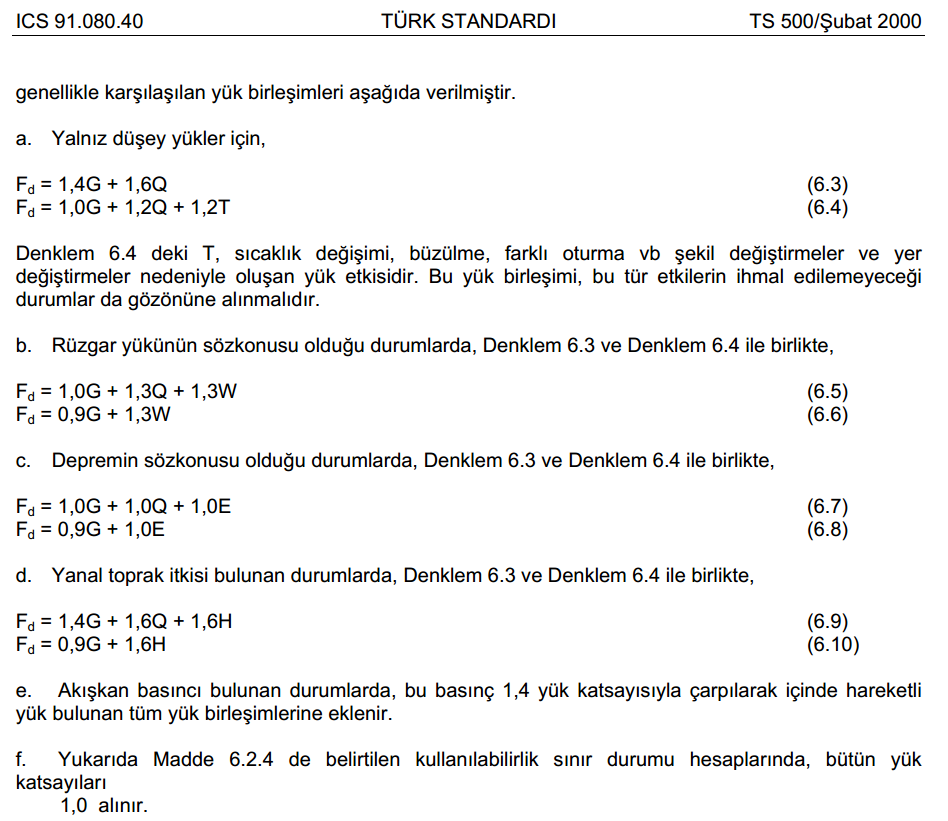 ICS 91.080.40 TÜRK STANDARDI TS 500/Şubat 2000
genellikle karşılaşılan yük birleşimleri aşağıda verilmiştir.
a. Yalnız düşey yükler için,
Fd = 1,4G + 1,6Q (6.3)
Fd = 1,0G + 1,2Q + 1,2T (6.4)
Denklem 6.4 deki T, sıcaklık değişimi, büzülme, farklı oturma vb şekil değiştirmeler ve yer
değiştirmeler nedeniyle oluşan yük etkisidir. Bu yük birleşimi, bu tür etkilerin ihmal edilemeyeceği
durumlar da gözönüne alınmalıdır.
b. Rüzgar yükünün sözkonusu olduğu durumlarda, Denklem 6.3 ve Denklem 6.4 ile birlikte,
Fd = 1,0G + 1,3Q + 1,3W (6.5)
Fd = 0,9G + 1,3W (6.6)
c. Depremin sözkonusu olduğu durumlarda, Denklem 6.3 ve Denklem 6.4 ile birlikte,
Fd = 1,0G + 1,0Q + 1,0E (6.7)
Fd = 0,9G + 1,0E (6.8)
d. Yanal toprak itkisi bulunan durumlarda, Denklem 6.3 ve Denklem 6.4 ile birlikte,
Fd = 1,4G + 1,6Q + 1,6H (6.9)
Fd = 0,9G + 1,6H (6.10)
e. Akışkan basıncı bulunan durumlarda, bu basınç 1,4 yük katsayısıyla çarpılarak içinde hareketli
yük bulunan tüm yük birleşimlerine eklenir.
f. Yukarıda Madde 6.2.4 de belirtilen kullanılabilirlik sınır durumu hesaplarında, bütün yük
katsayıları
1,0 alınır.